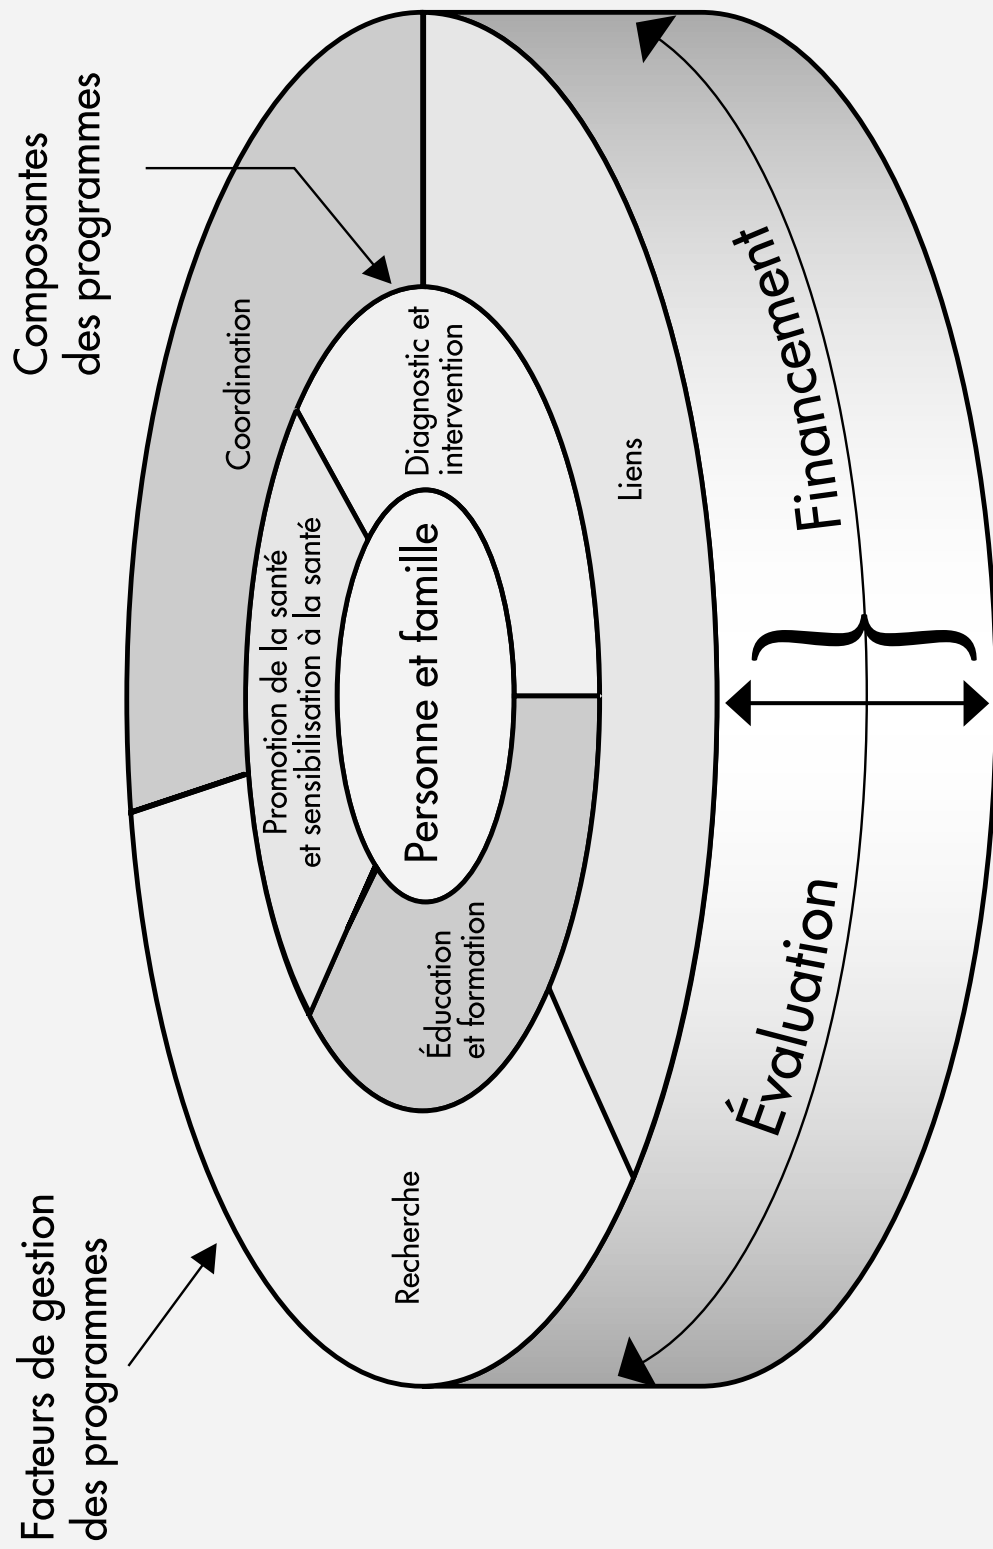 Facteurs de gestion
des programmes
Composantes
des programmes
Coordination
Promotion de la santé
et sensibilisation à la santé
Diagnostic et
intervention
Personne et famille
Éducation
et formation
Recherche
Liens
Évaluation
Financement